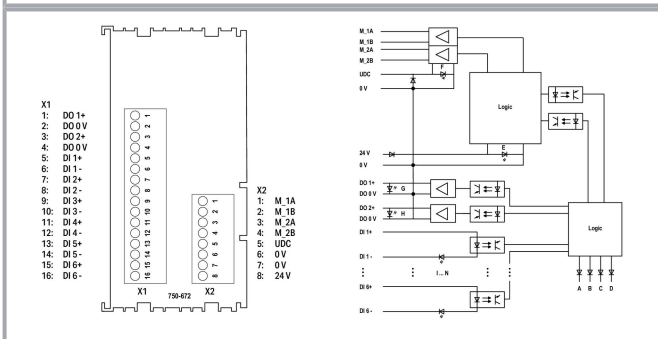 X1
1: DO 1+
2: DO 0 V
3: DO 2+
4: DO 0 V
5: DI 1+
6: DI 1 -
7: DI 2+
8: DI 2 -
9: DI 3+
10: DI 3 -
11: DI 4+
12: DI 4 -
13: DI 5+
14: DI 5 -
15: DI 6+
16: DI 6 -
1
2
3
4
5
6
7
8
9
10
11
12
13
14
15
16
X1
750-672
1
2
3
4
5
6
7
8
X2
X2
1: M_1A
2: M_1B
3: M_2A
4: M_2B
5: UDC
6: 0 V
7: 0 V
8: 24 V
M_1A
M_1B
M_2A
M_2B
F
UDC
0 V
Logic
24 V
E
0 V
DO 1+
G
DO 0 V
DO 2+
H
DO 0 V
Logic
DI 1+
DI 1 -
I ... N
DI 6+
DI 6 -
A B C D